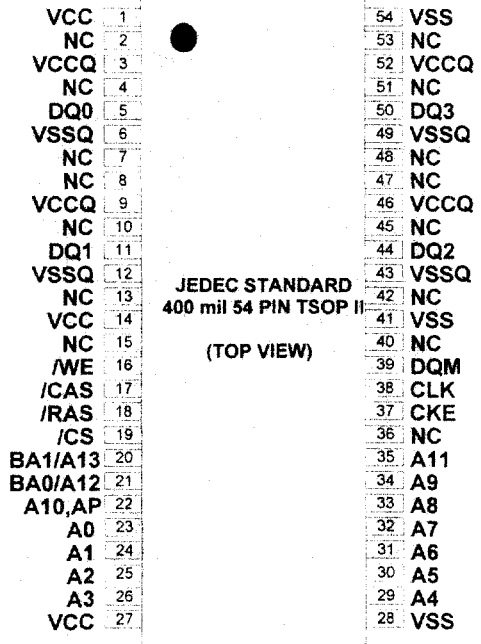 VCC 1 54 VSS
NC 2 53 NC
VCCQ 3 52 VCCQ
NC 4 51 NC
DQ0 5 50 DQ3
VSSQ 6 49 VSSQ
NC 7 48 NC
NC 8 47 NC
VCCQ 9 46 VCCQ
NC 10 45 NC
DQ1 11 44 DQ2
VSSQ 12 43 VSSQ
NC 13 42 NC
VCC 14 41 VSS
NC 15 40 NC
/WE 16 39 DQM
/CAS 17 38 CLK
/RAS 18 37 CKE
/CS 19 36 NC
BA1/A13 20 35 A11
BA0/A12 21 34 A9
A10,AP 22 33 A8
A0 23 32 A7
A1 24 31 A6
A2 25 30 A5
A3 26 29 A4
VCC 27 28 VSS
JEDEC STANDARD
400 mil 54 PIN TSOP II
(TOP VIEW)